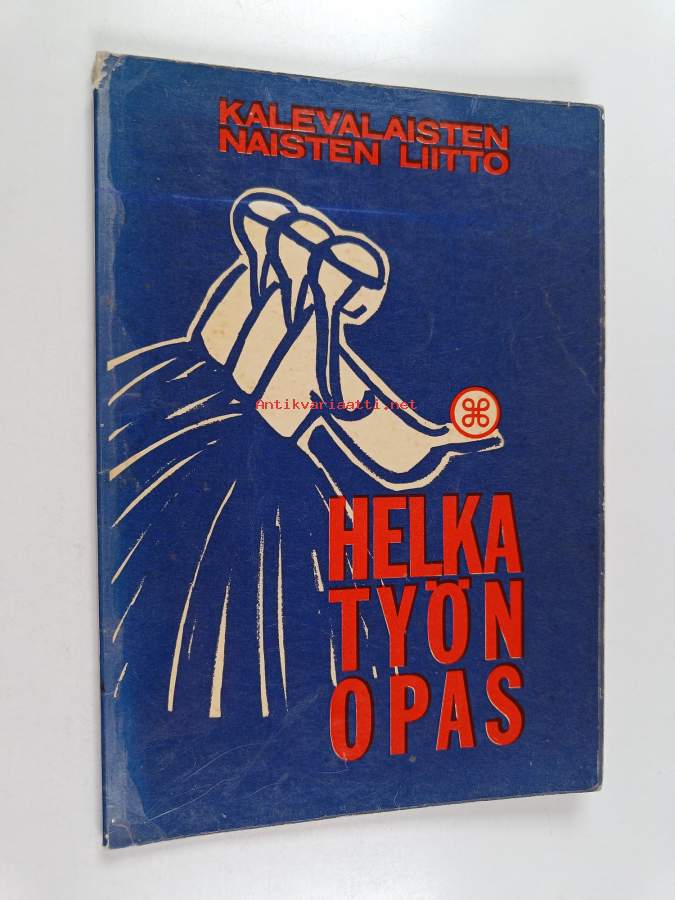 KALEVALAISTEN
NAISTEN LIITTO
Antikvariaatti.net
HELKA
TYÖN
OPAS